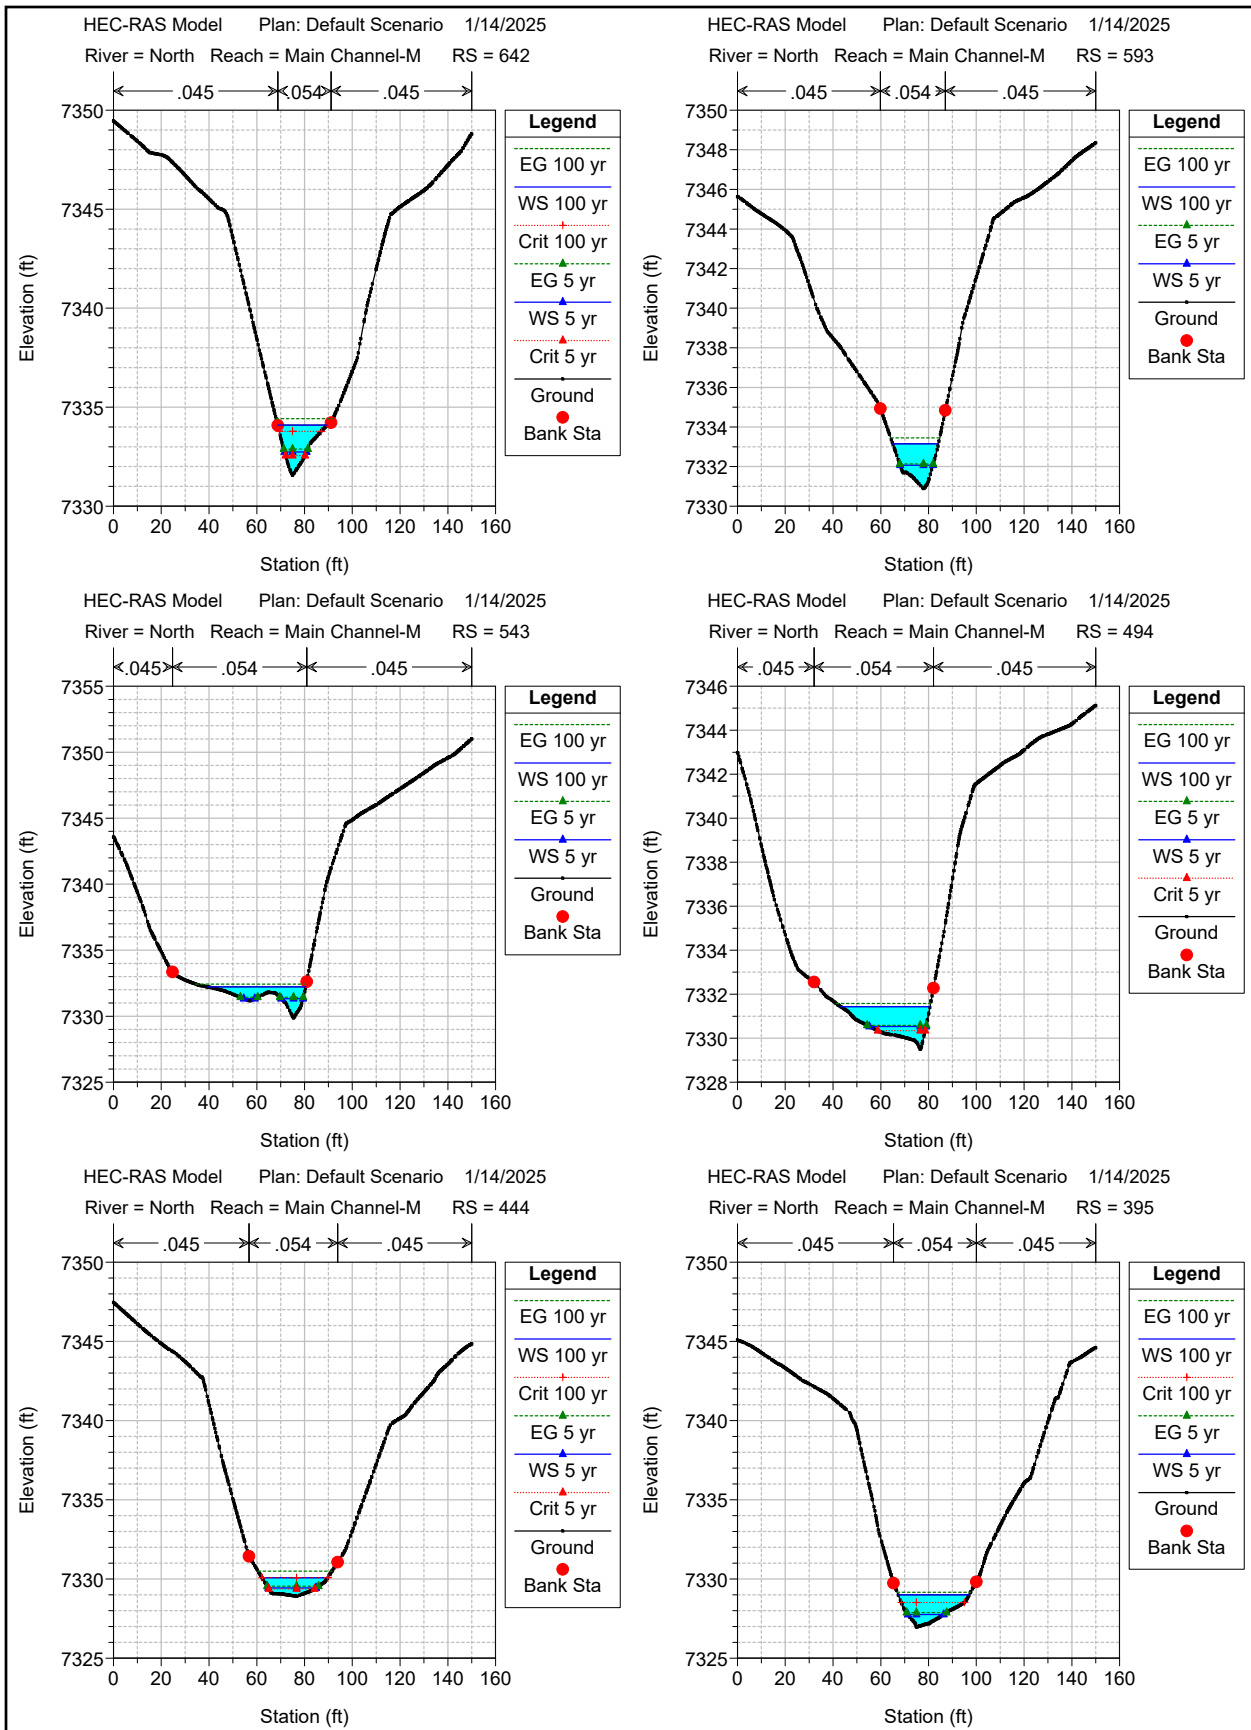 HEC-RAS Model Plan: Default Scenario 1/14/2025
River = North Reach = Main Channel-M RS = 642
.045 .054 .045
7350
7345
7340
7335
7330
0 20 40 60 80 100 120 140 160
Station (ft)
Elevation (ft)
Legend
EG 100 yr
WS 100 yr
Crit 100 yr
EG 5 yr
WS 5 yr
Crit 5 yr
Ground
Bank Sta
HEC-RAS Model Plan: Default Scenario 1/14/2025
River = North Reach = Main Channel-M RS = 593
.045 .054 .045
7350
7348
7346
7344
7342
7340
7338
7336
7334
7332
7330
0 20 40 60 80 100 120 140 160
Station (ft)
Elevation (ft)
Legend
EG 100 yr
WS 100 yr
EG 5 yr
WS 5 yr
Ground
Bank Sta
HEC-RAS Model Plan: Default Scenario 1/14/2025
River = North Reach = Main Channel-M RS = 543
.045 .054 .045
7355
7350
7345
7340
7335
7330
7325
0 20 40 60 80 100 120 140 160
Station (ft)
Elevation (ft)
Legend
EG 100 yr
WS 100 yr
EG 5 yr
WS 5 yr
Ground
Bank Sta
HEC-RAS Model Plan: Default Scenario 1/14/2025
River = North Reach = Main Channel-M RS = 494
.045 .054 .045
7346
7344
7342
7340
7338
7336
7334
7332
7330
7328
0 20 40 60 80 100 120 140 160
Station (ft)
Elevation (ft)
Legend
EG 100 yr
WS 100 yr
EG 5 yr
WS 5 yr
Crit 5 yr
Ground
Bank Sta
HEC-RAS Model Plan: Default Scenario 1/14/2025
River = North Reach = Main Channel-M RS = 444
.045 .054 .045
7350
7345
7340
7335
7330
7325
0 20 40 60 80 100 120 140 160
Station (ft)
Elevation (ft)
Legend
EG 100 yr
WS 100 yr
Crit 100 yr
EG 5 yr
WS 5 yr
Crit 5 yr
Ground
Bank Sta
HEC-RAS Model Plan: Default Scenario 1/14/2025
River = North Reach = Main Channel-M RS = 395
.045 .054 .045
7350
7345
7340
7335
7330
7325
0 20 40 60 80 100 120 140 160
Station (ft)
Elevation (ft)
Legend
EG 100 yr
WS 100 yr
Crit 100 yr
EG 5 yr
WS 5 yr
Ground
Bank Sta